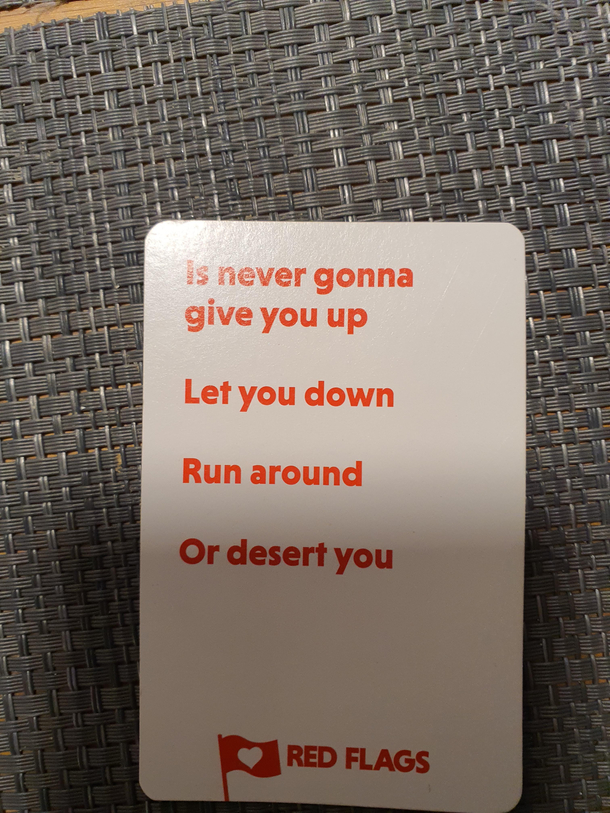 Is never gonna
give you up
Let you down
Run around
Or desert you
RED FLAGS